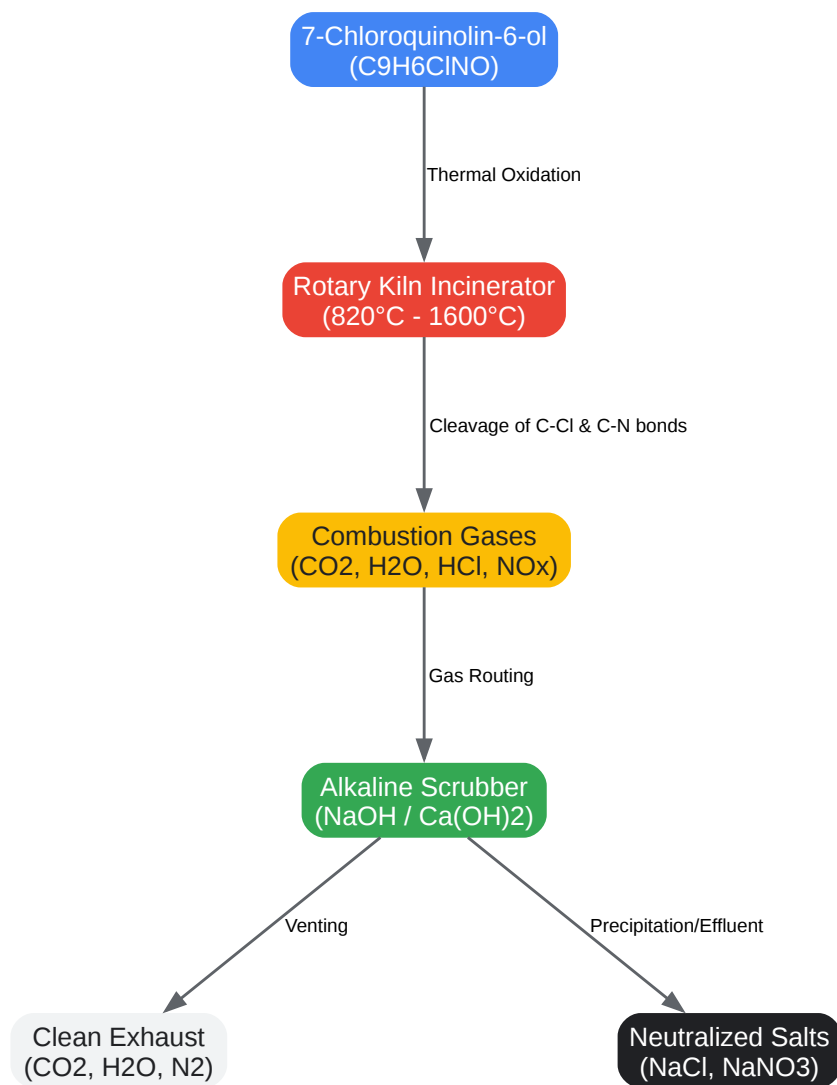 7-Chloroquinolin-6-ol
(C9H6ClNO)
Thermal Oxidation
Rotary Kiln Incinerator
(820°C - 1600°C)
Cleavage of C-Cl & C-N bonds
Combustion Gases
(CO2, H2O, HCl, NOx)
Gas Routing
Alkaline Scrubber
(NaOH / Ca(OH)2)
Venting
Precipitation/Effluent
Clean Exhaust
(CO2, H2O, N2)
Neutralized Salts
(NaCl, NaNO3)